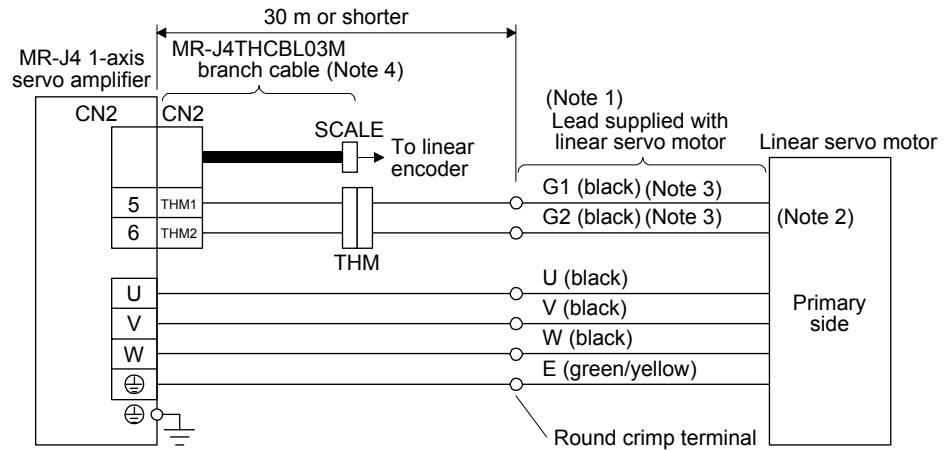 30 m or shorter
MR-J4 1-axis
servo amplifier
MR-J4THCBL03M
branch cable (Note 4)
CN2
CN2
SCALE
To linear
encoder
(Note 1)
Lead supplied with
linear servo motor
Linear servo motor
5
THM1
G1 (black) (Note 3)
6
THM2
G2 (black) (Note 3)
(Note 2)
THM
U
U (black)
V
V (black)
W
W (black)
E (green/yellow)
Primary
side
Round crimp terminal